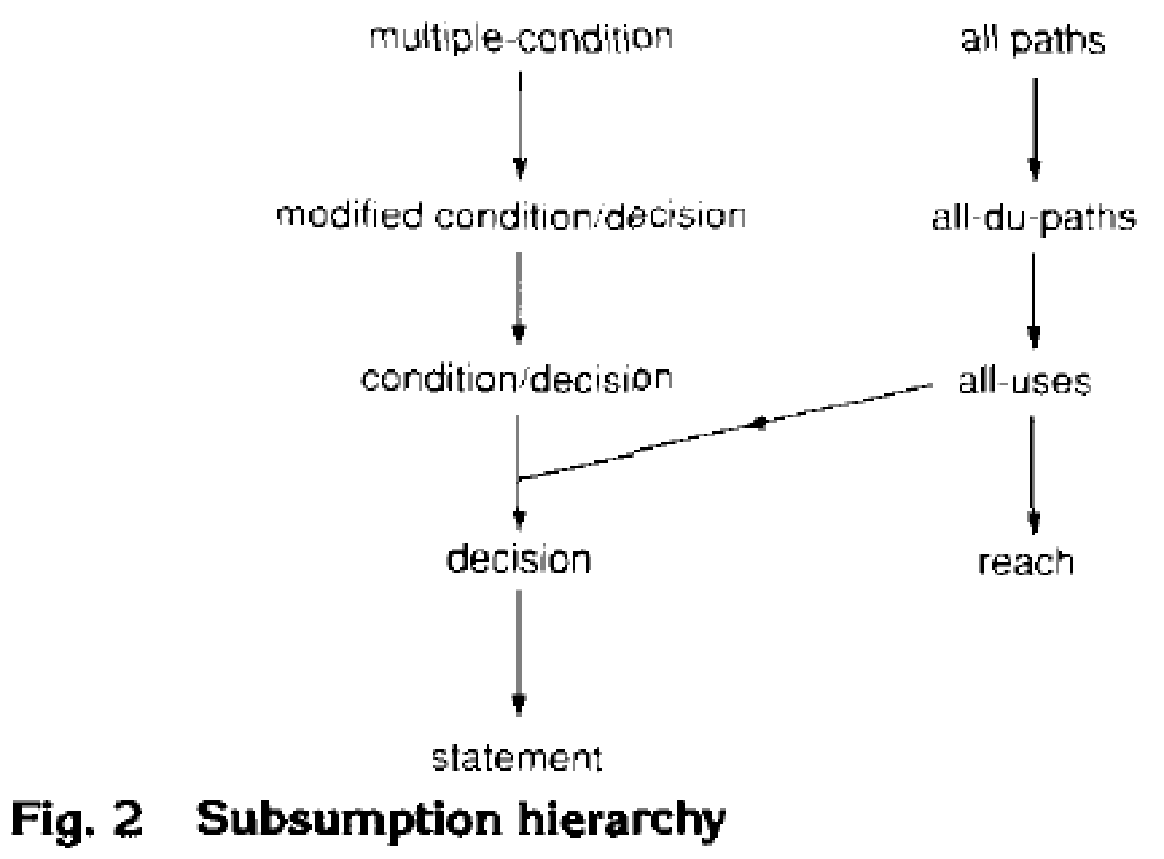 multiple-condition
all paths
modified condition/decision
all-du-paths
condition/decision
all-uses
decision
reach
statement
Fig. 2 Subsumption hierarchy